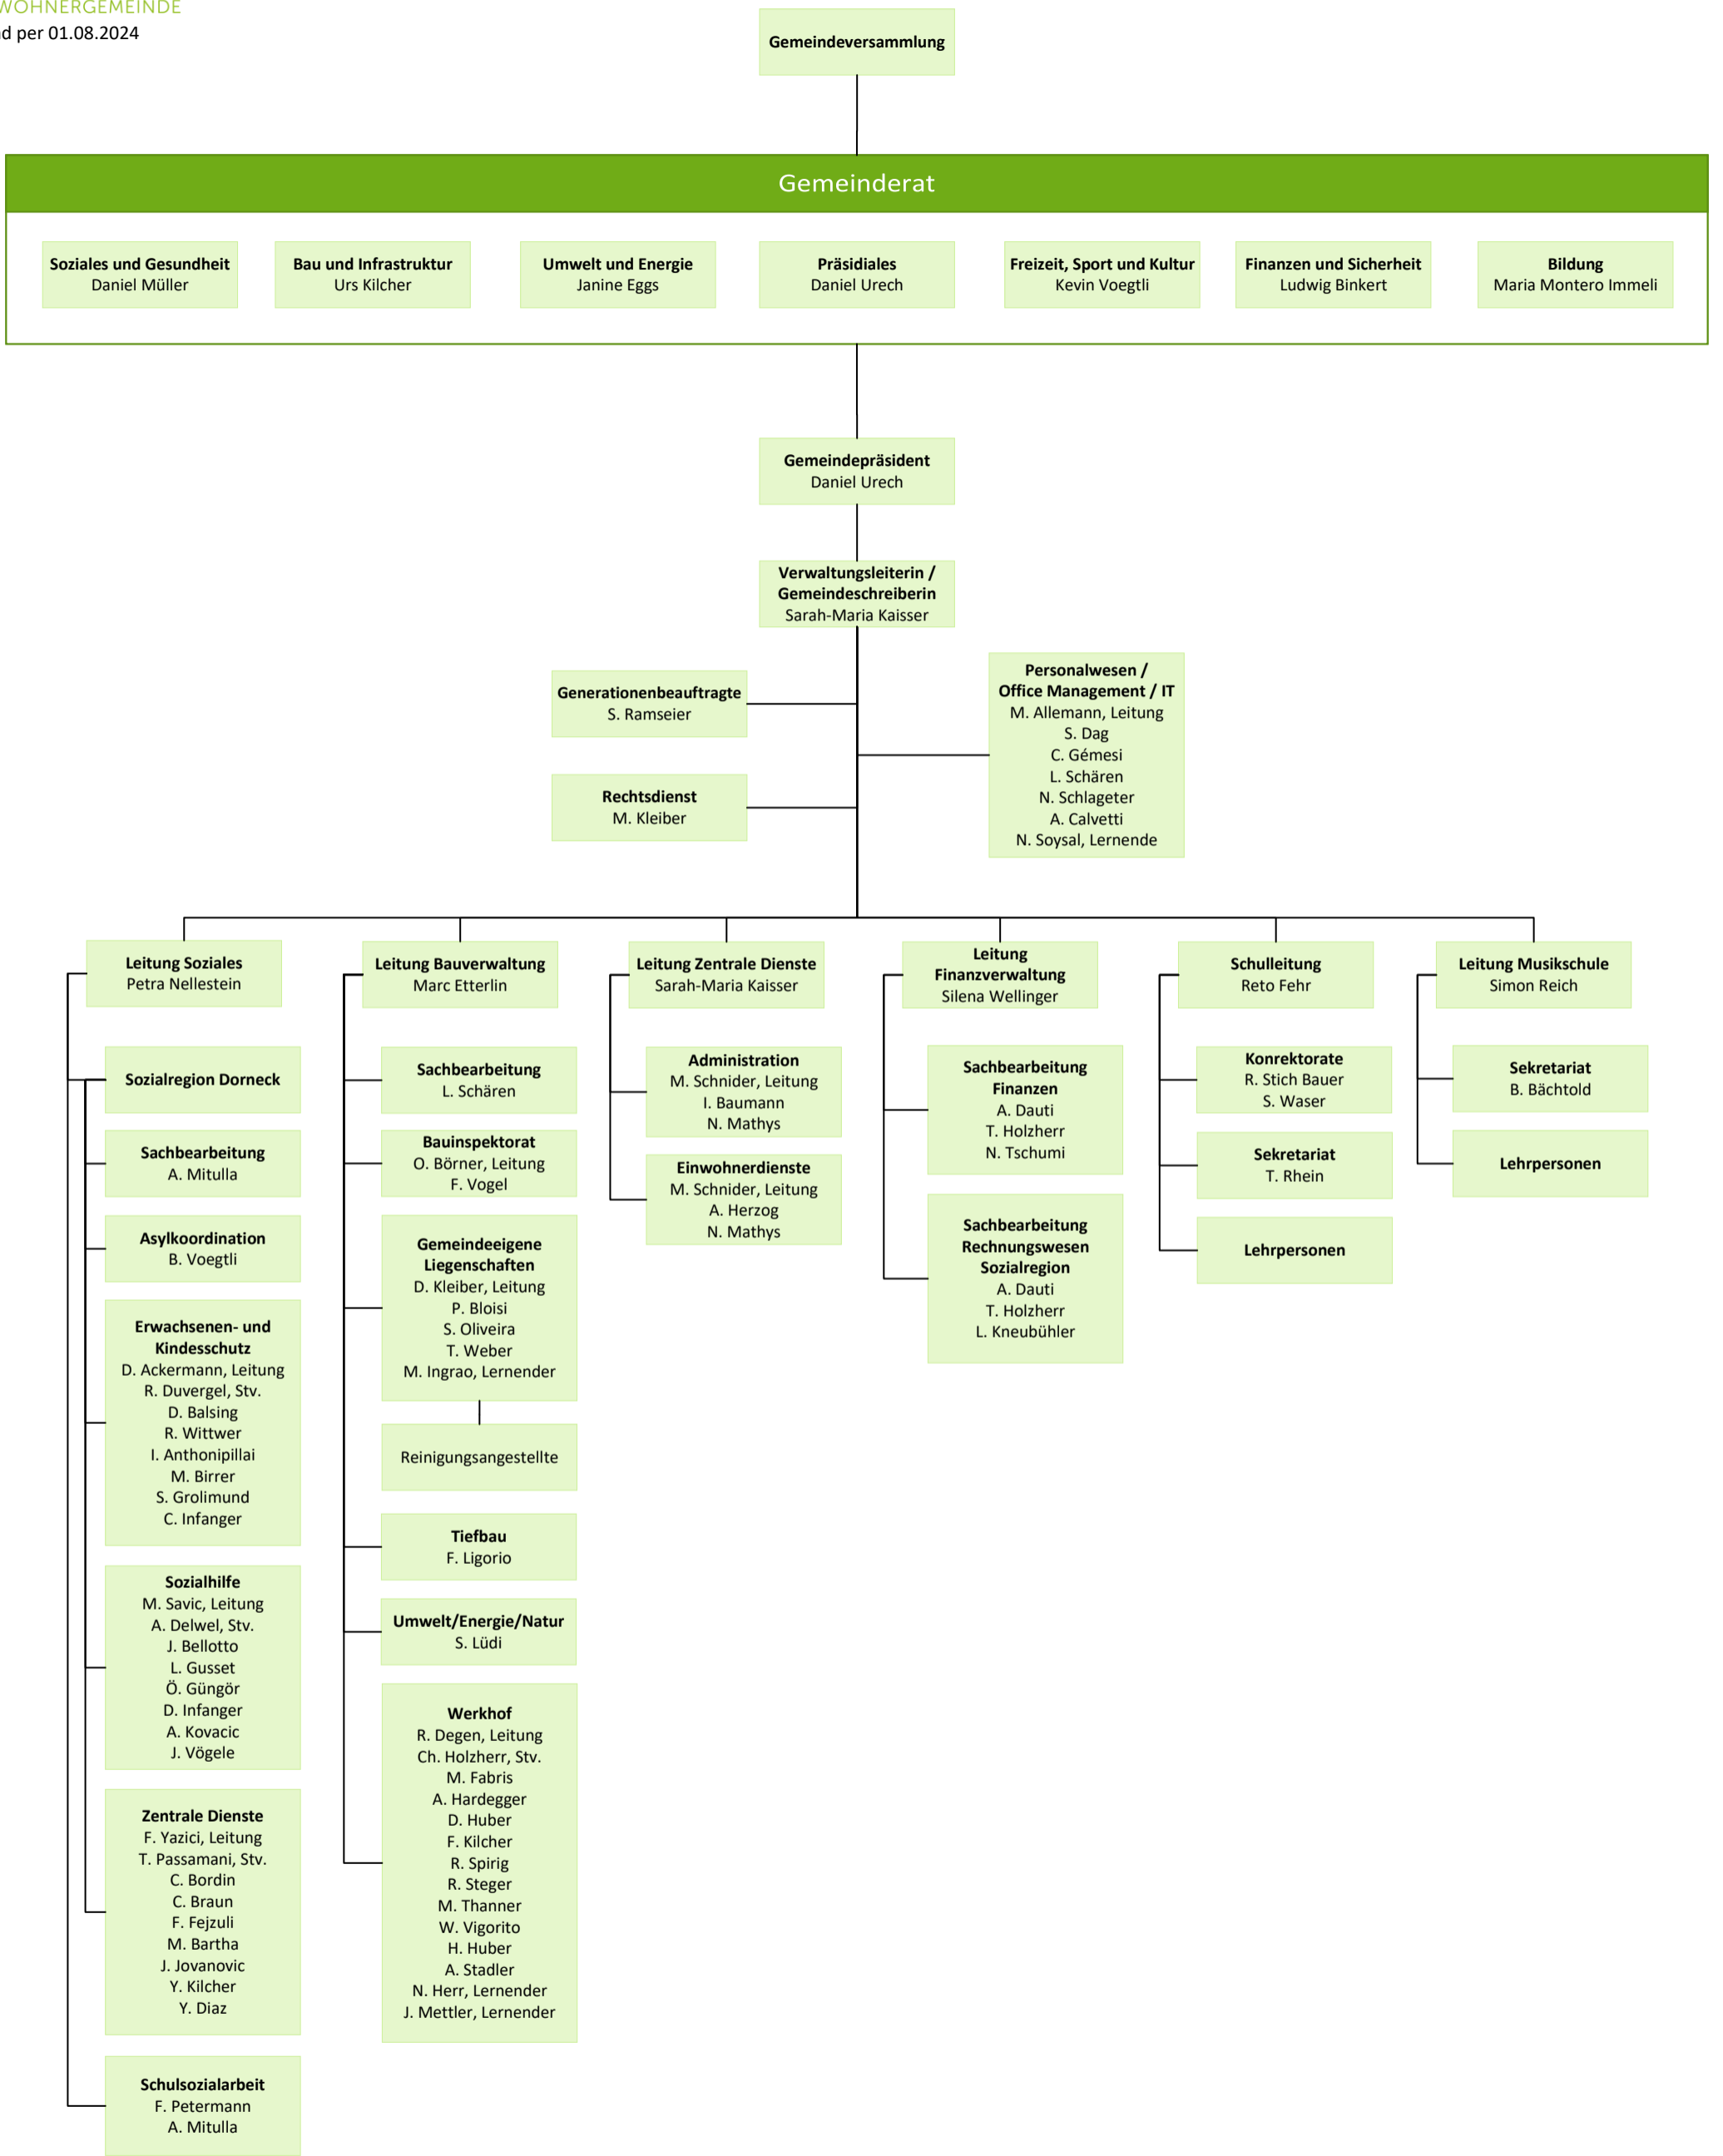 WOHNERGEMEINDE
per 01.08.2024
Gemeindeversammlung
Gemeinderat
Soziales und Gesundheit
Daniel Müller
Bau und Infrastruktur
Urs Kilcher
Umwelt und Energie
Janine Eggs
Präsidiales
Daniel Urech
Freizeit, Sport und Kultur
Kevin Voegtli
Finanzen und Sicherheit
Ludwig Binkert
Bildung
Maria Montero Immeli
Gemeindepräsident
Daniel Urech
Verwaltungsleiterin /
Gemeindeschreiberin
Sarah-Maria Kaisser
Generationenbeauftragte
S. Ramseier
Personalwesen /
Office Management / IT
M. Allemann, Leitung
S. Dag
C. Gémesi
L. Schären
N. Schlageter
A. Calvetti
N. Soysal, Lernende
Rechtsdienst
M. Kleiber
Leitung Soziales
Petra Nellestein
Sozialregion Dorneck
Sachbearbeitung
A. Mitulla
Asylkoordination
B. Voegtli
Erwachsenen- und
Kindesschutz
D. Ackermann, Leitung
R. Duvergel, Stv.
D. Balsing
R. Wittwer
I. Anthonipillai
M. Birrer
S. Grolimund
C. Infanger
Sozialhilfe
M. Savic, Leitung
A. Delwel, Stv.
J. Bellotto
L. Gusset
Ö. Güngör
D. Infanger
A. Kovacic
J. Vögele
Zentrale Dienste
F. Yazici, Leitung
T. Passamani, Stv.
C. Bordin
C. Braun
F. Fejzuli
M. Bartha
J. Jovanovic
Y. Kilcher
Y. Diaz
Schulsozialarbeit
F. Petermann
A. Mitulla
Leitung Bauverwaltung
Marc Etterlin
Sachbearbeitung
L. Schären
Bauinspektorat
O. Börner, Leitung
F. Vogel
Gemeindeeigene
Liegenschaften
D. Kleiber, Leitung
P. Bloisi
S. Oliveira
T. Weber
M. Ingrao, Lernender
Reinigungsangestellte
Tiefbau
F. Ligorio
Umwelt/Energie/Natur
S. Lüdi
Werkhof
R. Degen, Leitung
Ch. Holzherr, Stv.
M. Fabris
A. Hardegger
D. Huber
F. Kilcher
R. Spirig
R. Steger
M. Thanner
W. Vigorito
H. Huber
A. Stadler
N. Herr, Lernender
J. Mettler, Lernender
Leitung Zentrale Dienste
Sarah-Maria Kaisser
Administration
M. Schnider, Leitung
I. Baumann
N. Mathys
Einwohnerdienste
M. Schnider, Leitung
A. Herzog
N. Mathys
Leitung
Finanzverwaltung
Silena Wellinger
Sachbearbeitung
Finanzen
A. Dauti
T. Holzherr
N. Tschumi
Sachbearbeitung
Rechnungswesen
Sozialregion
A. Dauti
T. Holzherr
L. Kneubühler
Schulleitung
Reto Fehr
Konrektorate
R. Stich Bauer
S. Waser
Sekretariat
T. Rhein
Lehrpersonen
Leitung Musikschule
Simon Reich
Sekretariat
B. Bächtold
Lehrpersonen